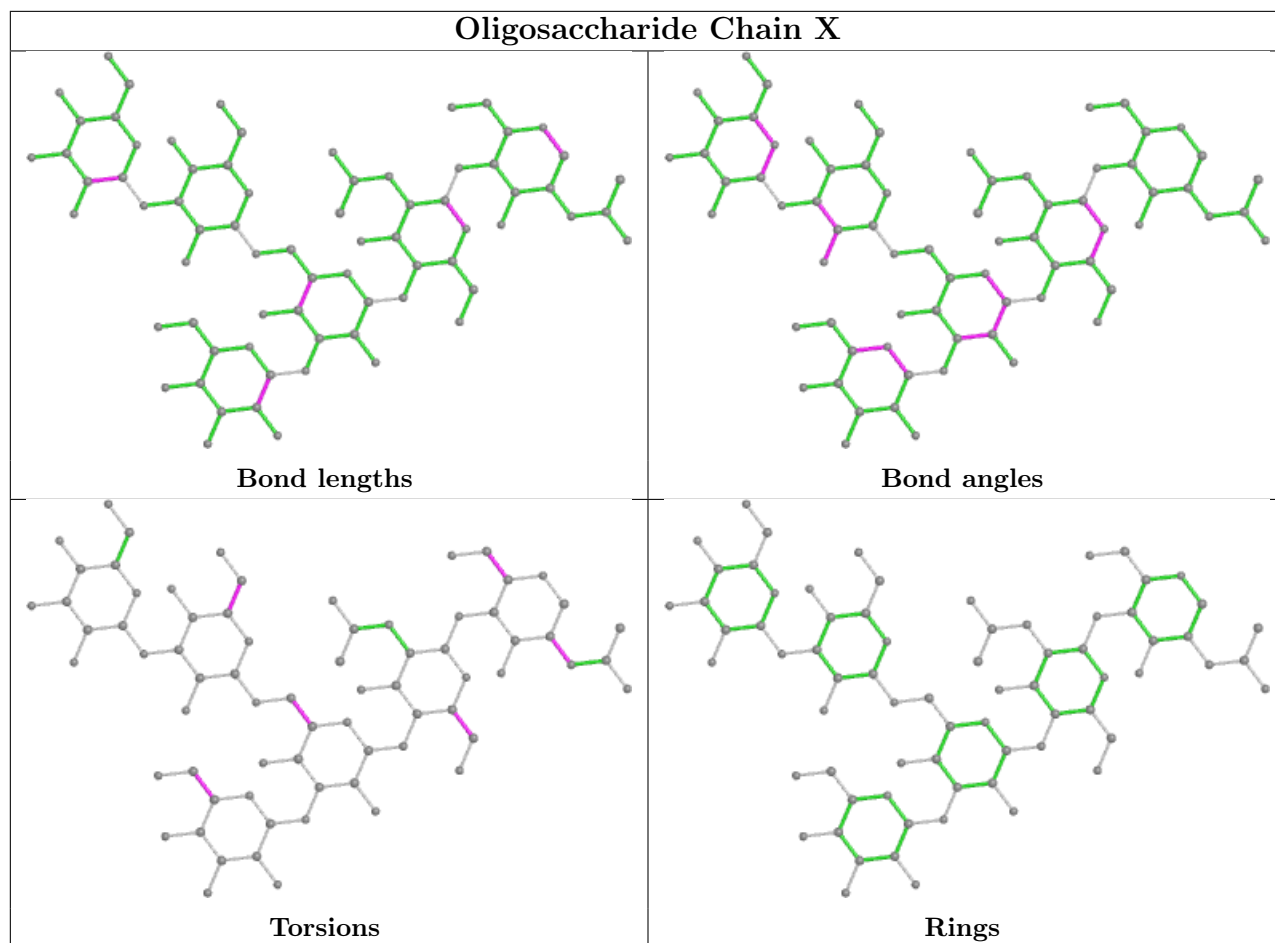 Oligosaccharide Chain X
Bond lengths
Bond angles
Torsions
Rings